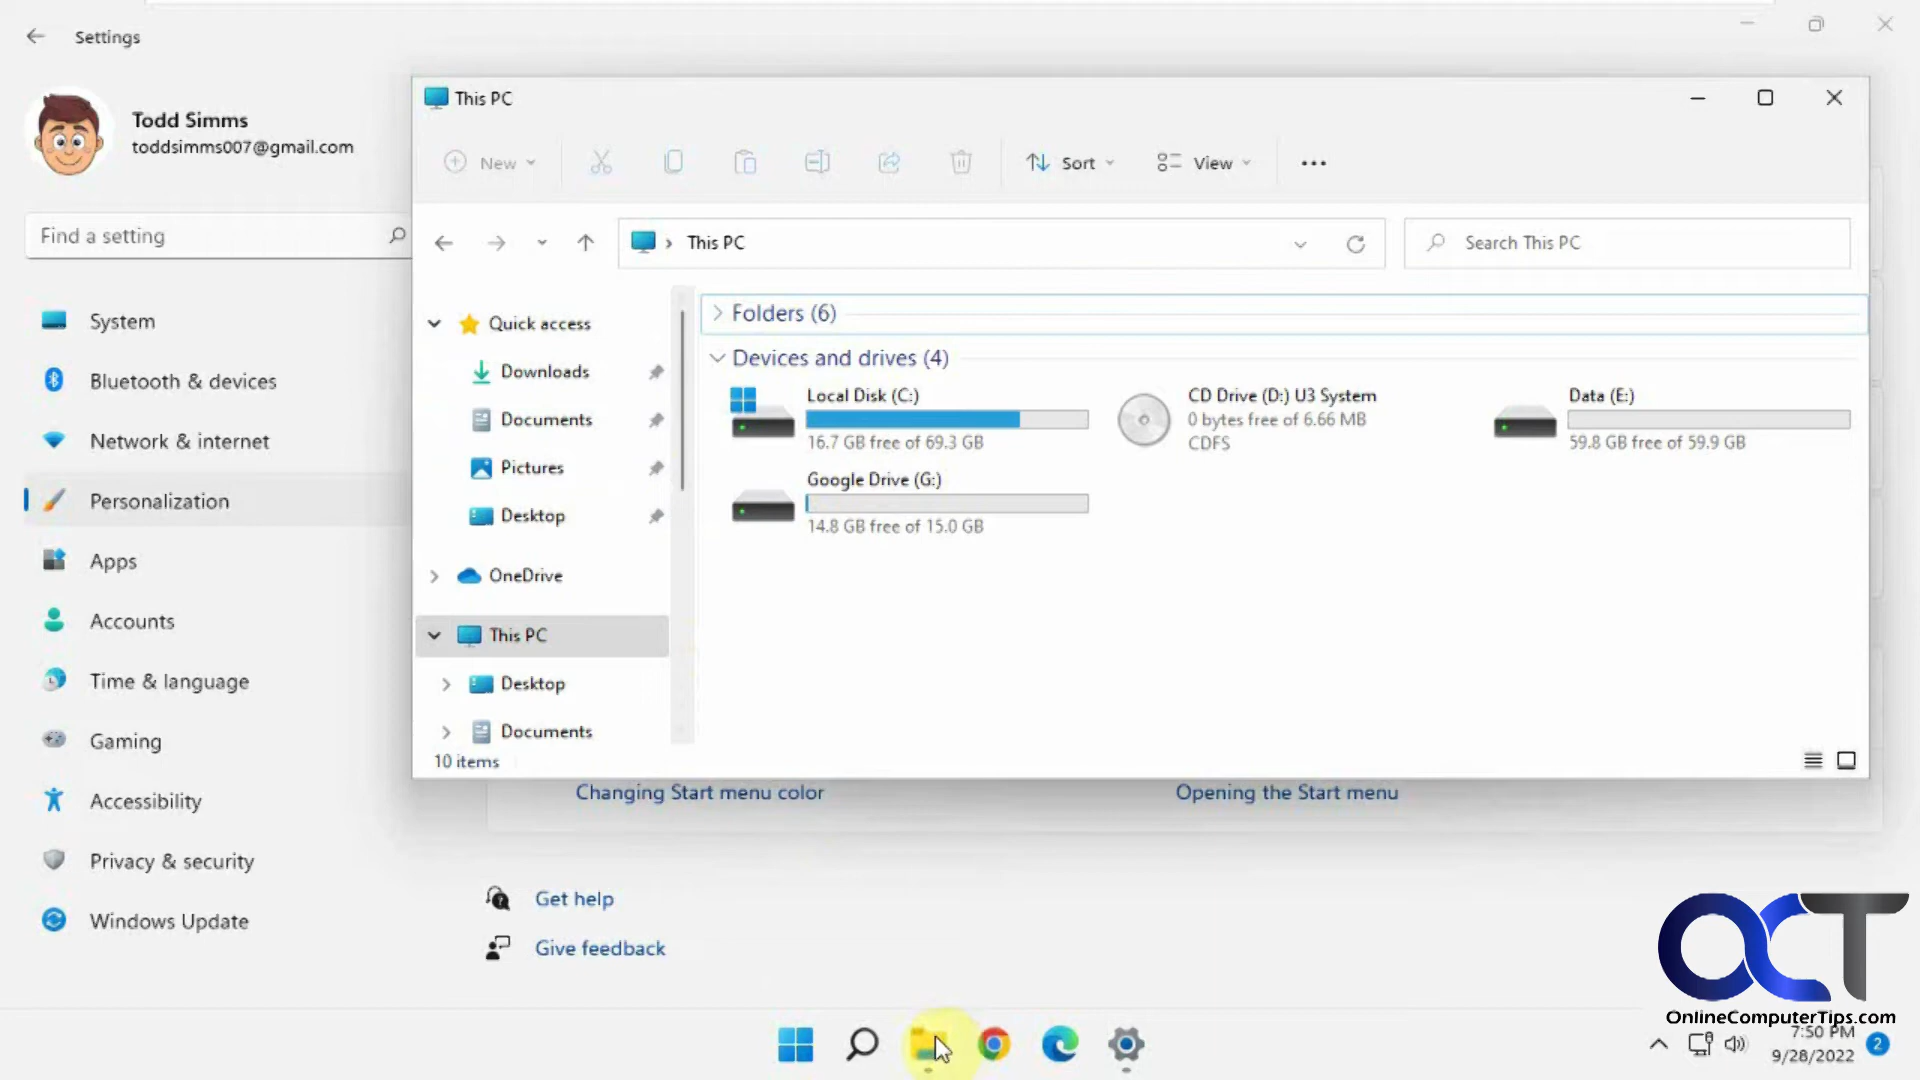 Settings
Todd Simms
toddsimms007@gmail.com
Find a setting
System
Bluetooth & devices
Network & internet
Personalization
Apps
Accounts
Time & language
Gaming
Accessibility
Privacy & security
Windows Update
This PC
New
Sort
View
This PC
Search This PC
Quick access
Downloads
Documents
Pictures
Desktop
OneDrive
This PC
Desktop
Documents
10 items
Folders (6)
Devices and drives (4)
Local Disk (C:)
16.7 GB free of 69.3 GB
CD Drive (D:) U3 System
0 bytes free of 6.66 MB
CDFS
Data (E:)
59.8 GB free of 59.9 GB
Google Drive (G:)
14.8 GB free of 15.0 GB
Changing Start menu color
Opening the Start menu
Get help
Give feedback
OCT
OnlineComputerTips.com
7:50 PM
9/28/2022
2